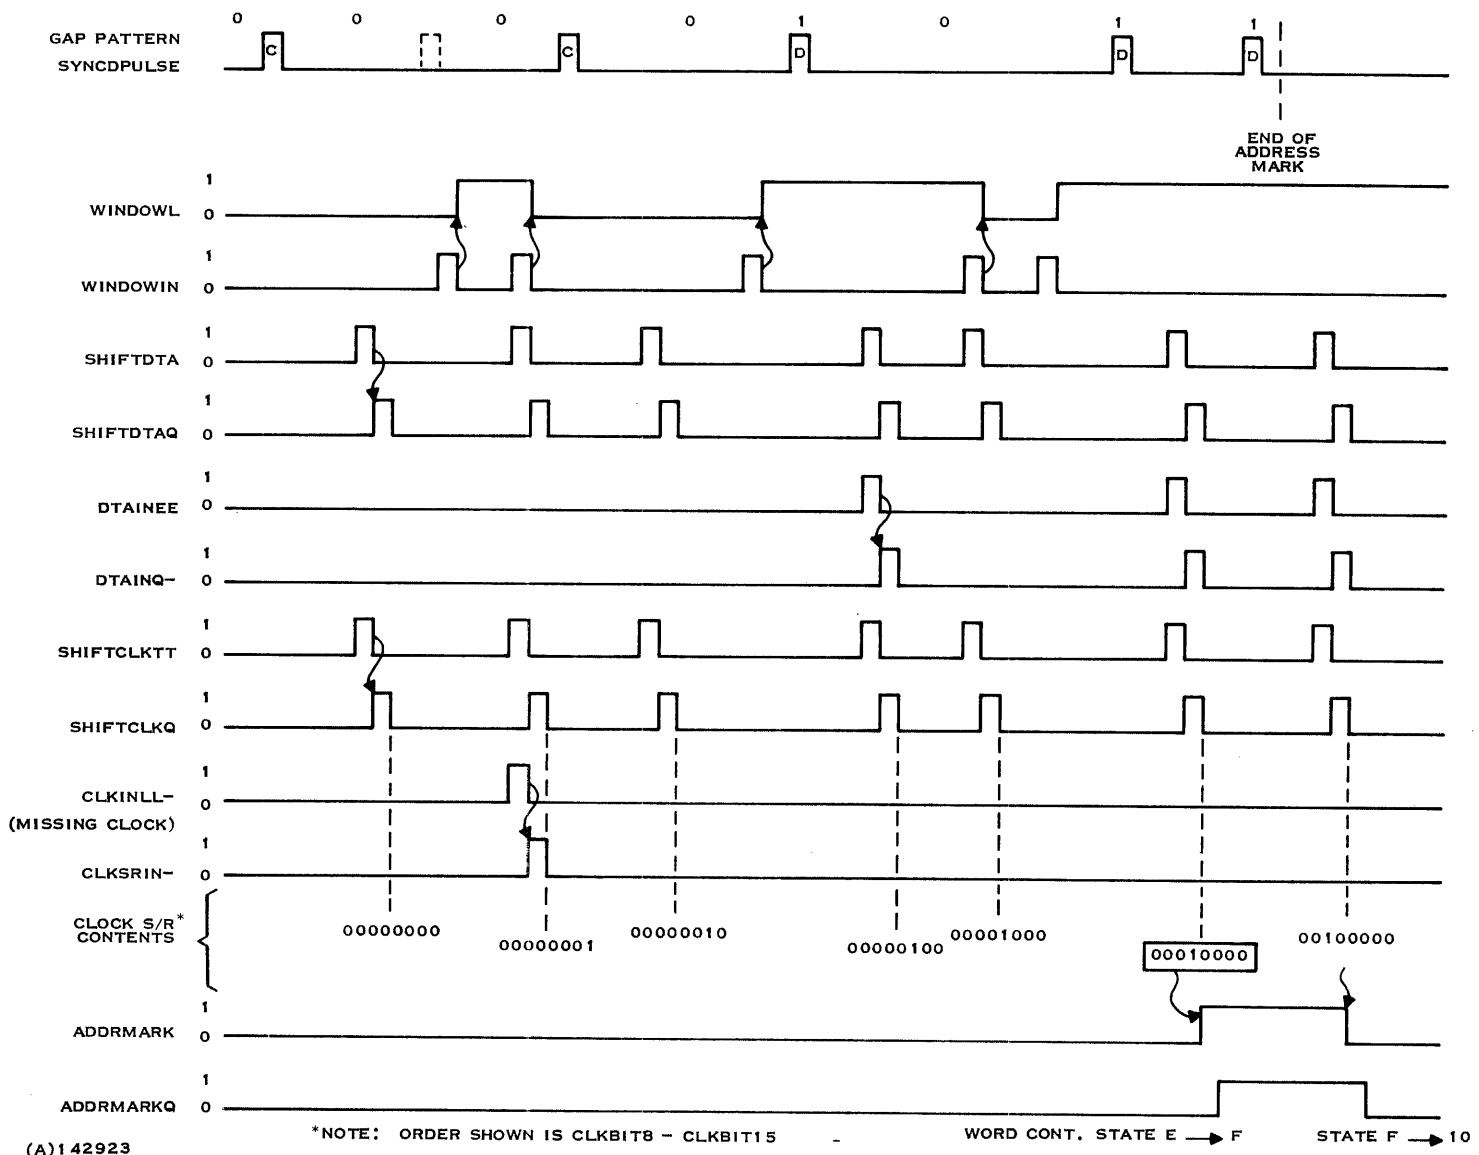 0 0 0 0 1 0 1 1
GAP PATTERN
SYNCDPULSE
C C D D D
END OF
ADDRESS
MARK
1
WINDOWL 0
1
WINDOWIN 0
1
SHIFTDTA 0
1
SHIFTDTAQ 0
1
DTAINEE 0
1
DTAINQ- 0
1
SHIFTCLKTT 0
1
SHIFTCLKQ 0
1
CLKINLL- 0
(MISSING CLOCK)
1
CLKSRIN- 0
CLOCK S/R*
CONTENTS
00000000 00000001 00000010 00000100 00001000 00010000 00100000
1
ADDRMARK 0
1
ADDRMARKQ 0
*NOTE: ORDER SHOWN IS CLKBIT8 - CLKBIT15
WORD CONT. STATE E → F STATE F → 10
(A)142923